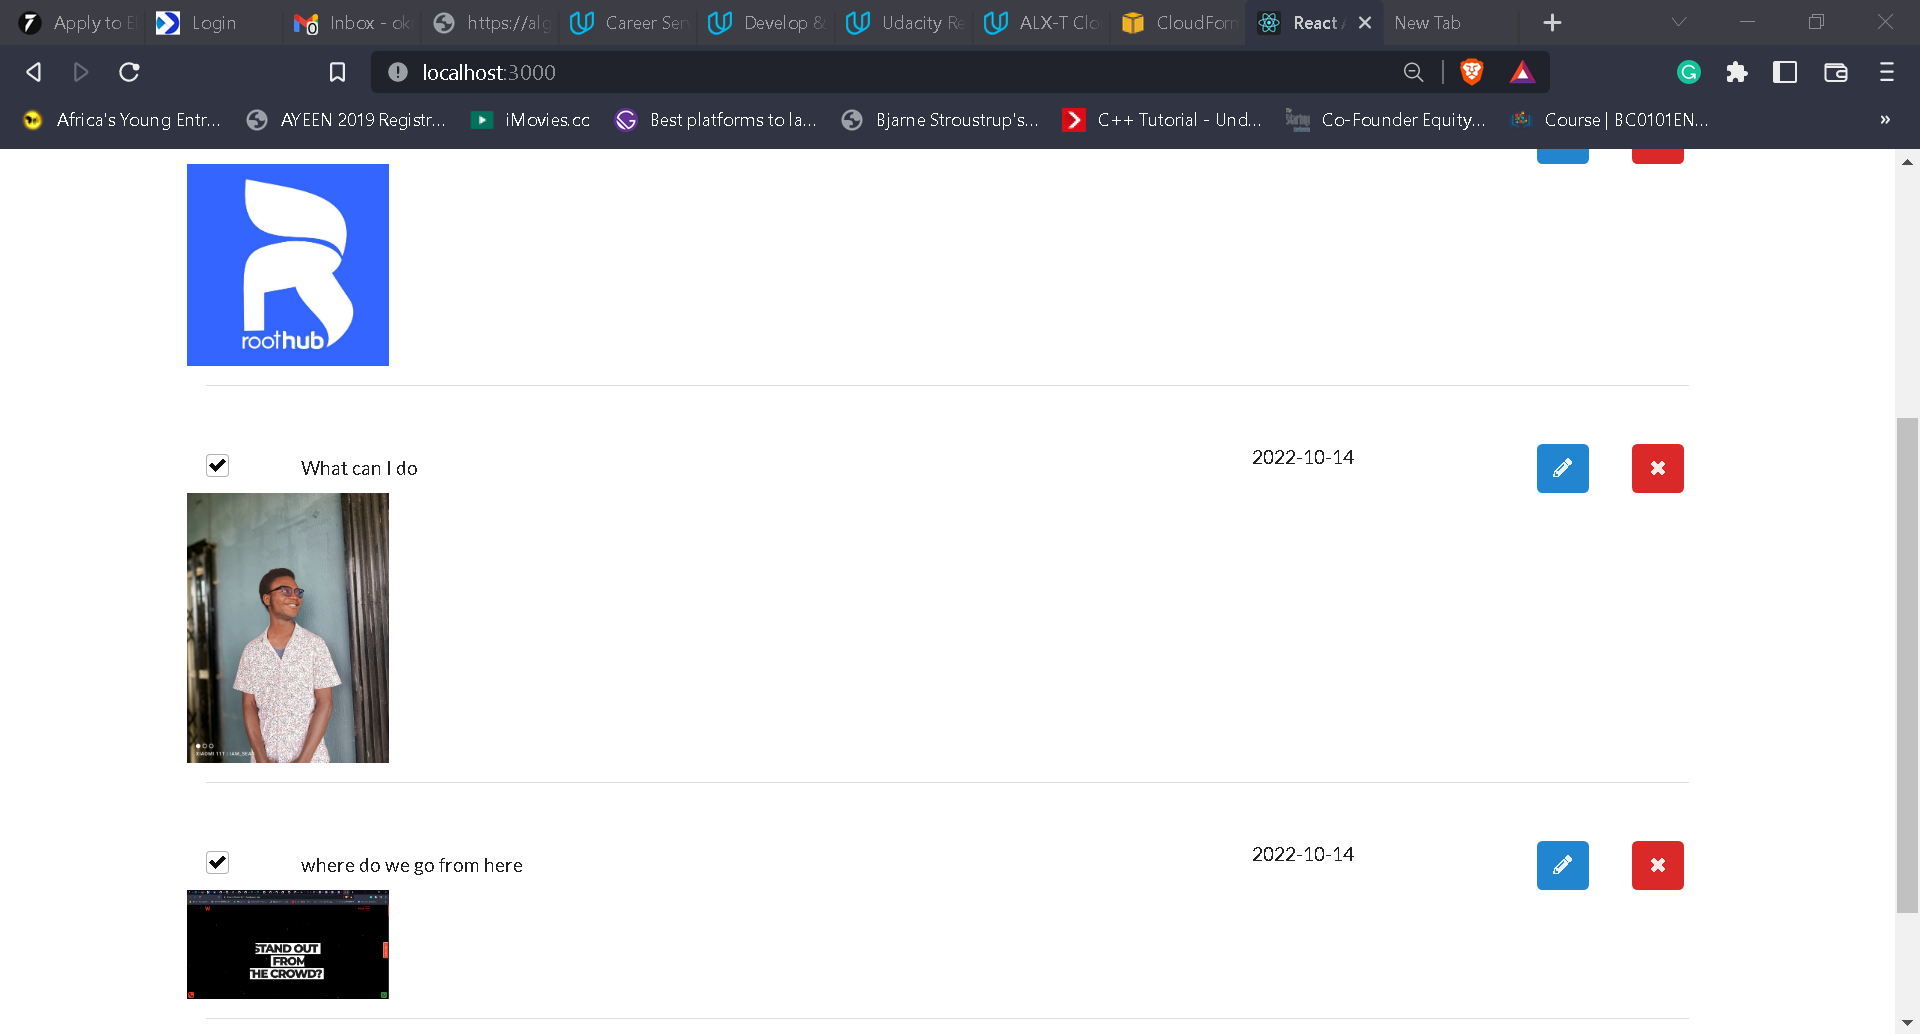 Apply to E
Login
Inbox - ok
https://alg
Career Ser
Develop &
Udacity Re
ALX-T Clo
CloudForm
React A
New Tab
localhost:3000
Africa's Young Entr...
AYEEN 2019 Registr...
iMovies.cc
Best platforms to la...
Bjarne Stroustrup's...
C++ Tutorial - Und...
Co-Founder Equity...
Course | BC0101EN...
»
roothub
What can I do
2022-10-14
where do we go from here
2022-10-14
STAND OUT
FROM
THE CROWD?